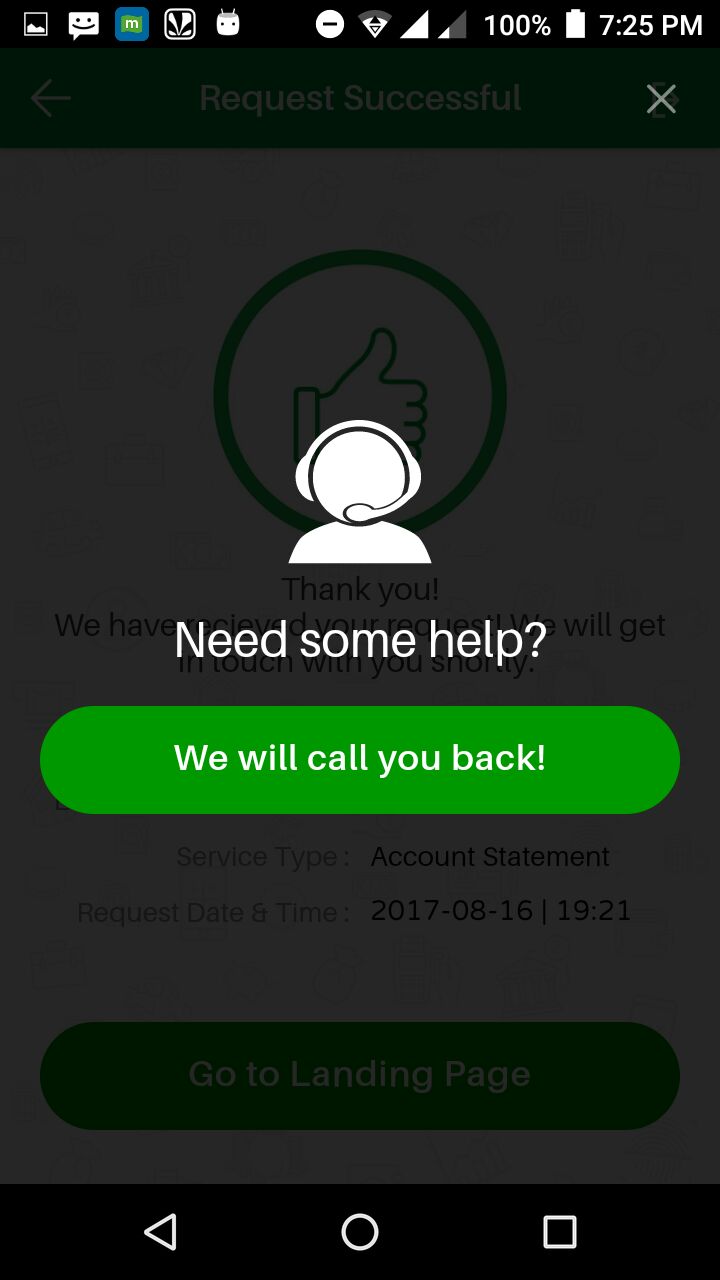 100% 7:25 PM
Request Successful
Thank you!
We have recieved your request! We will get
in touch with you shortly.
Need some help?
We will call you back!
Service Type : Account Statement
Request Date & Time : 2017-08-16 | 19:21
Go to Landing Page